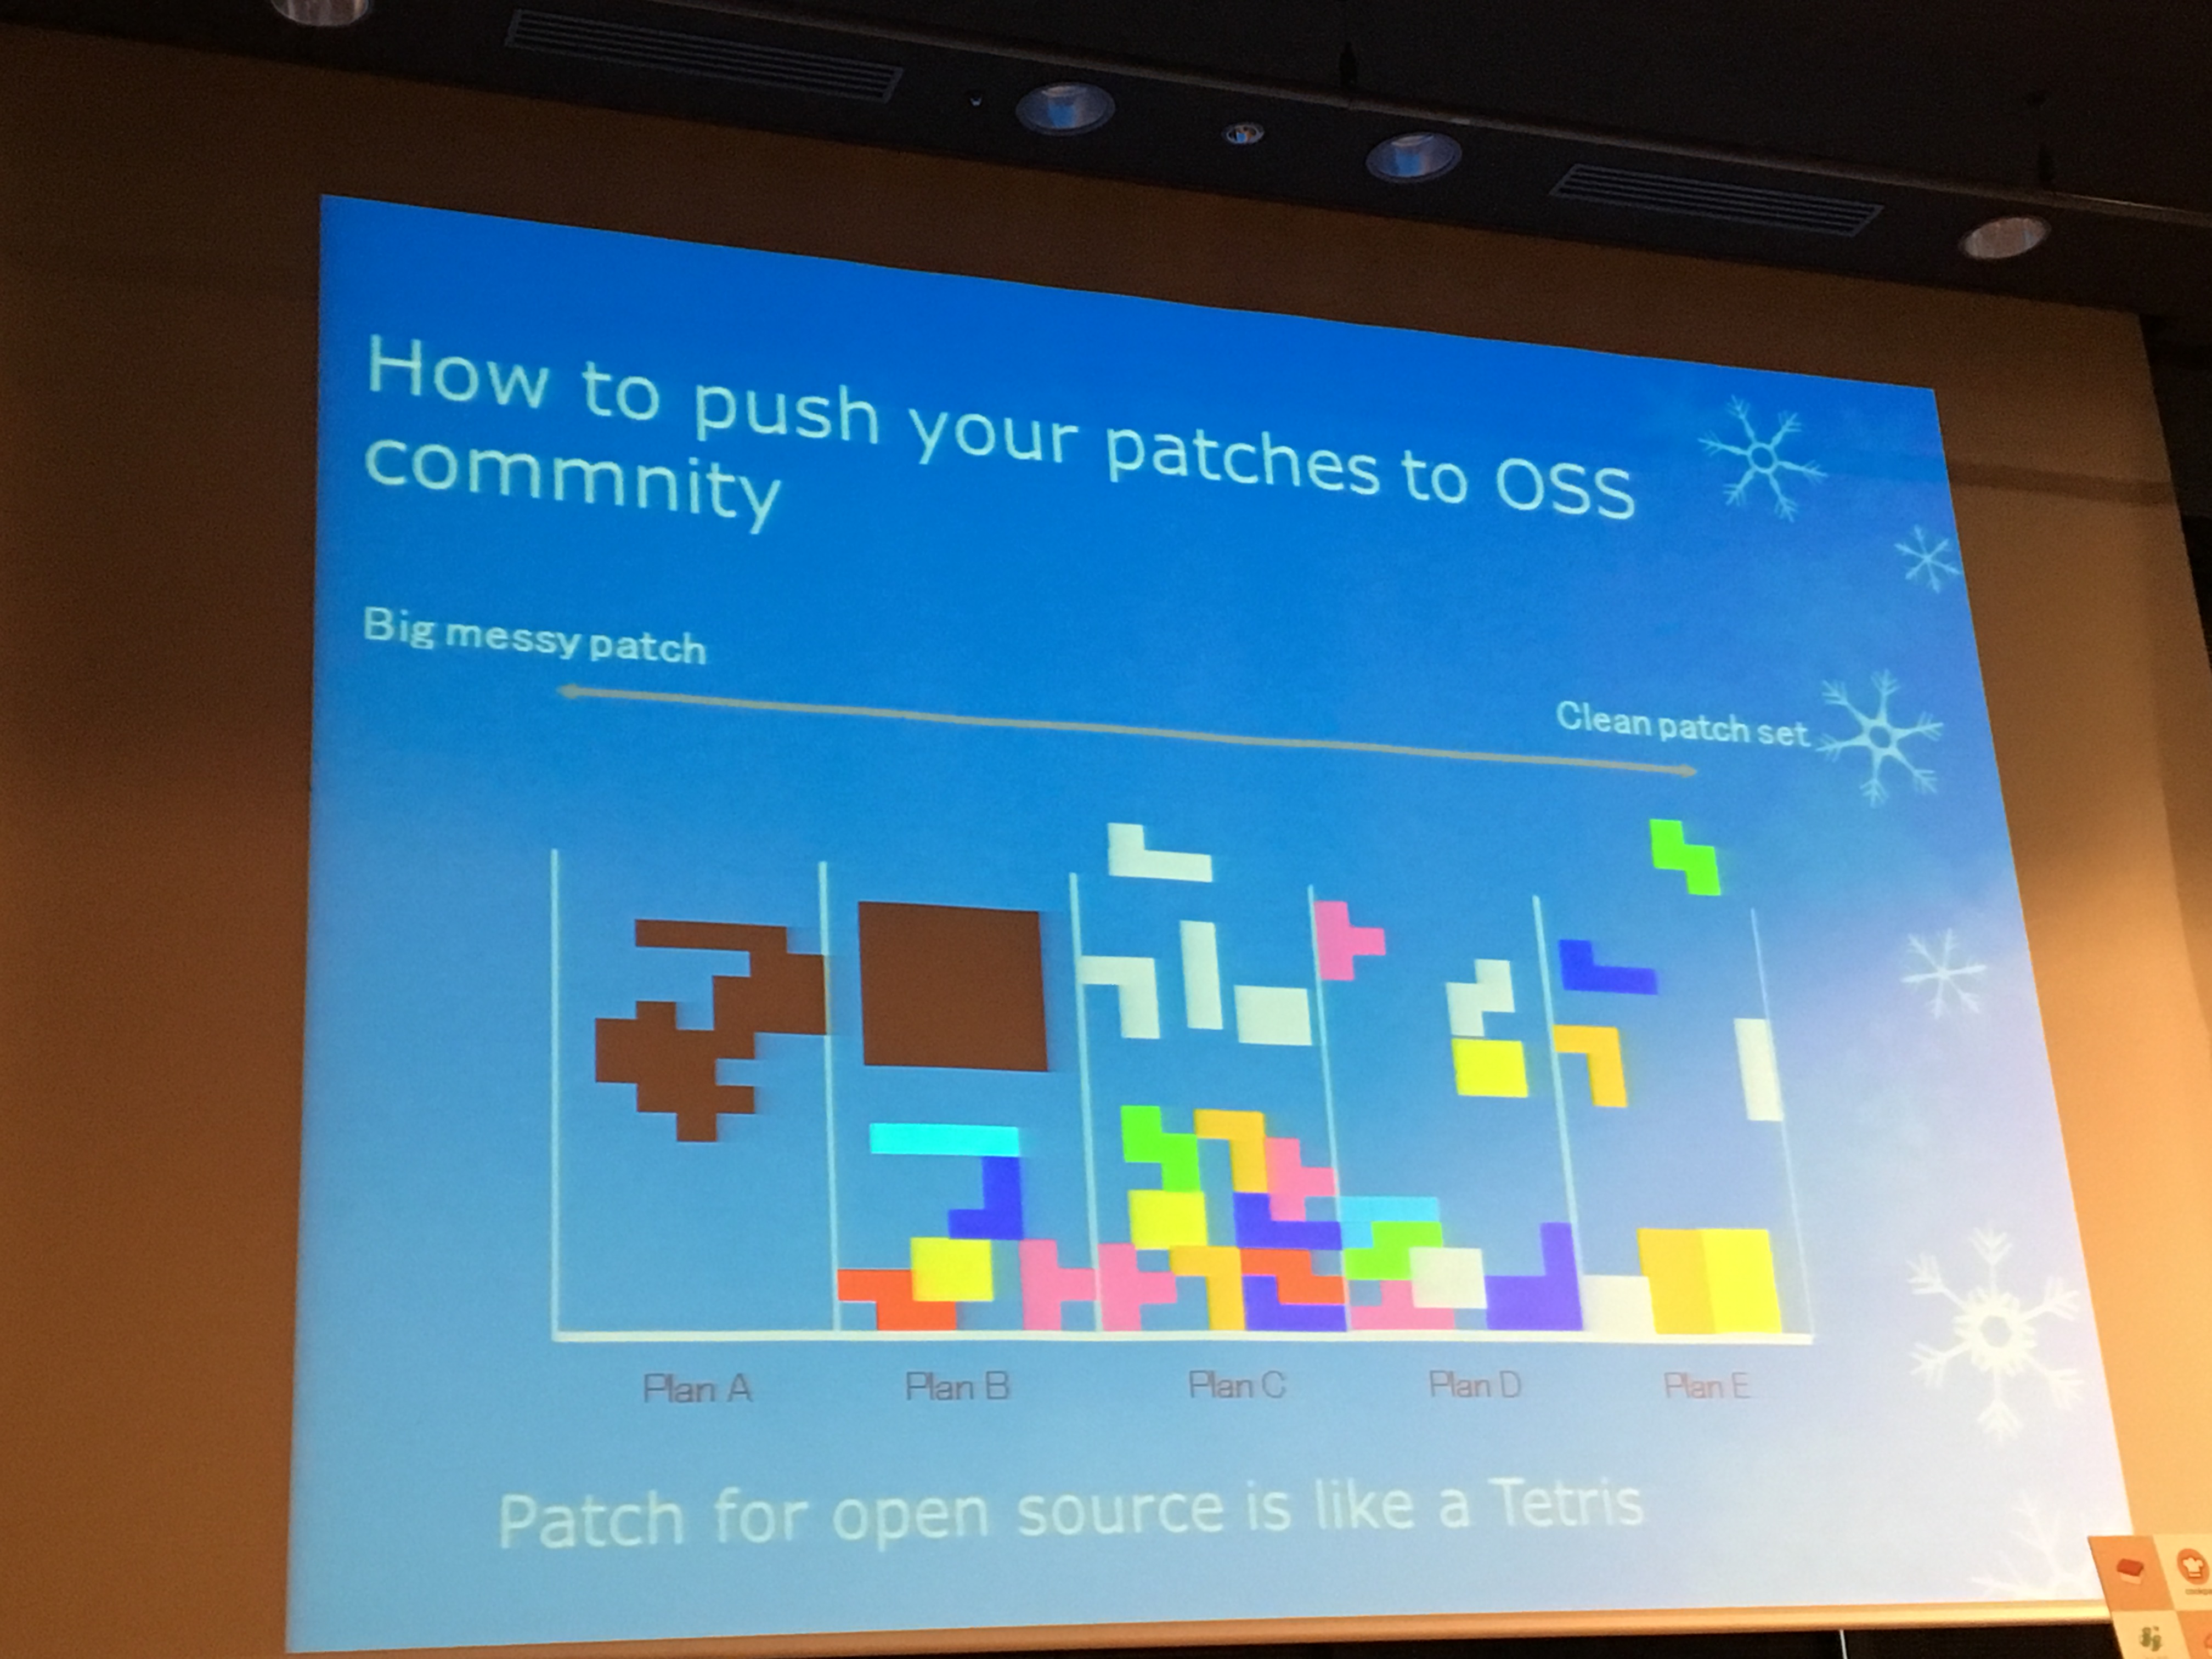 How to push your patches to OSS
commnity
Big messy patch
Clean patch set
Plan A
Plan B
Plan C
Plan D
Plan E
Patch for open source is like a Tetris